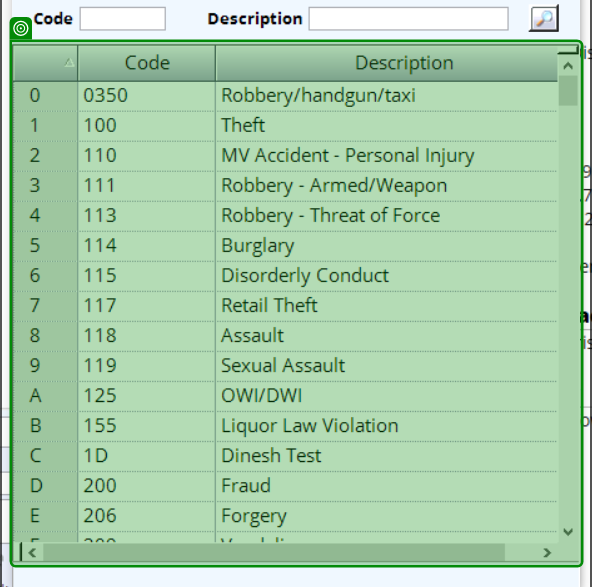 Code Description
Code Description
0 0350 Robbery/handgun/taxi
1 100 Theft
2 110 MV Accident - Personal Injury
3 111 Robbery - Armed/Weapon
4 113 Robbery - Threat of Force
5 114 Burglary
6 115 Disorderly Conduct
7 117 Retail Theft
8 118 Assault
9 119 Sexual Assault
A 125 OWI/DWI
B 155 Liquor Law Violation
C 1D Dinesh Test
D 200 Fraud
E 206 Forgery